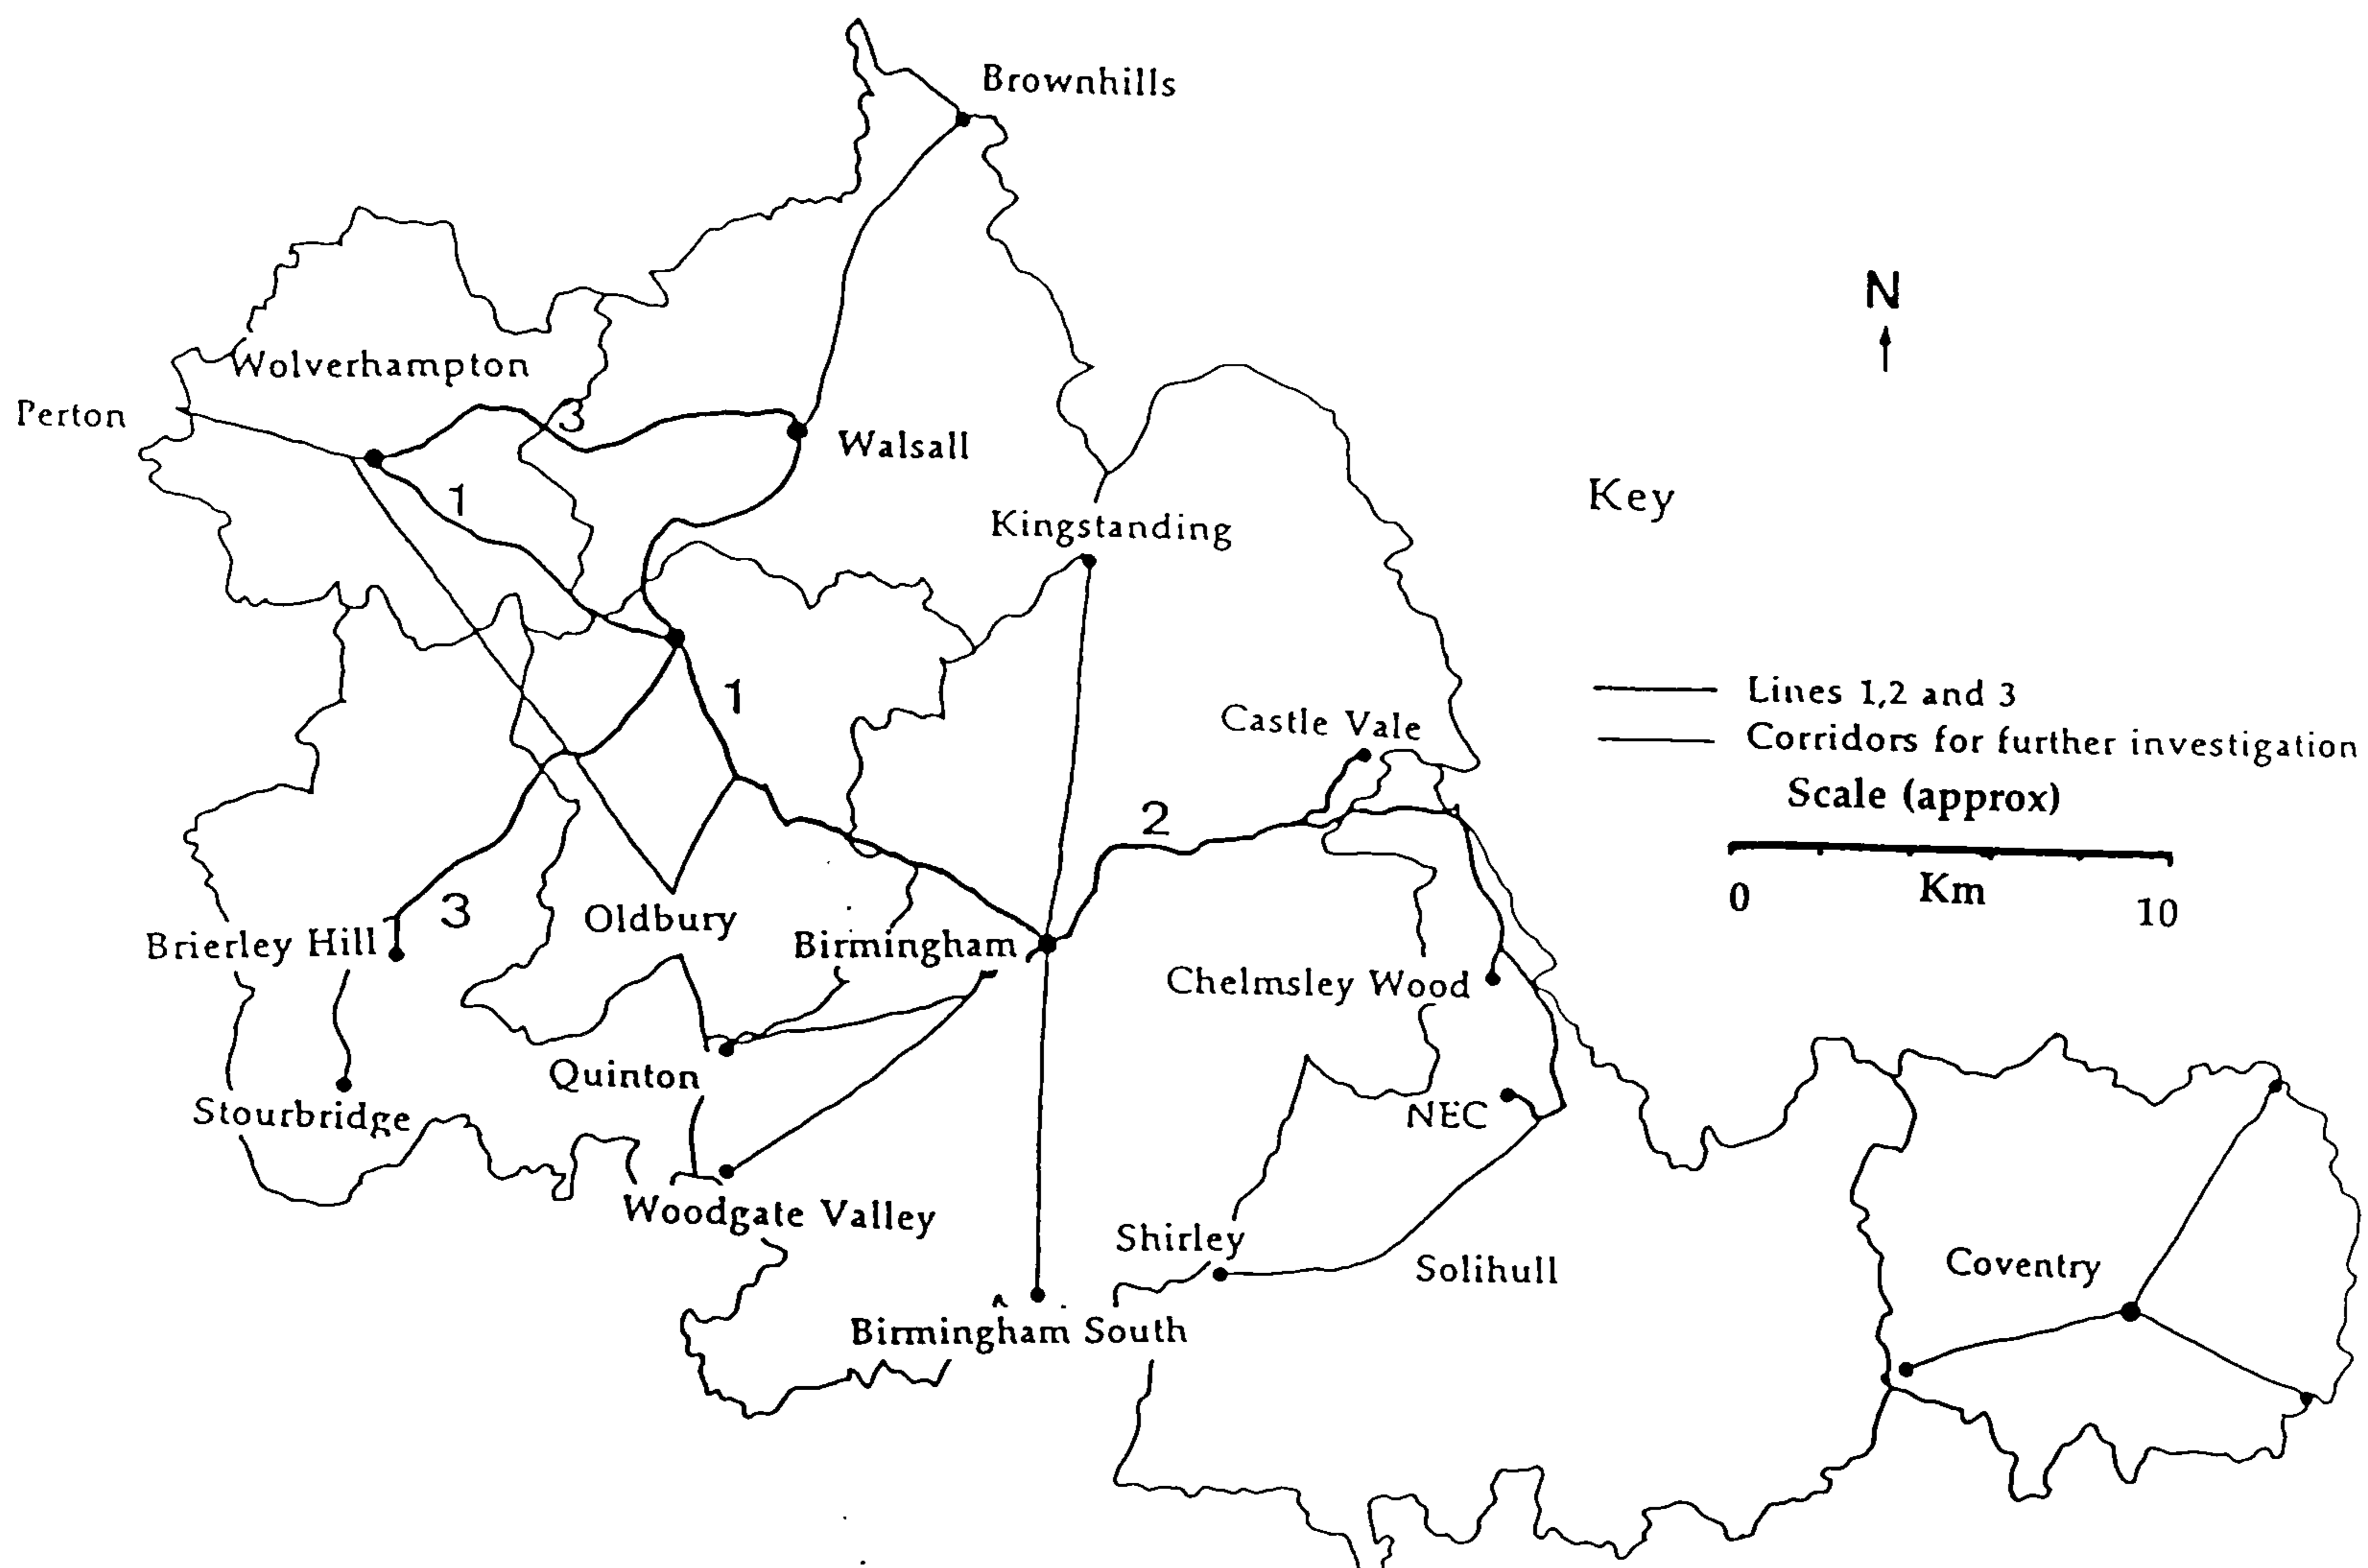 Brownhills
N
Wolverhampton
Perton
3
Walsall
1
Key
Kingstanding
1
Lines 1,2 and 3
Castle Vale
Corridors for further investigation
Scale (approx)
2
0 Km 10
3
Oldbury
Brierley Hill
Birmingham
Chelmsley Wood
Quinton
NEC
Stourbridge
Woodgate Valley
Shirley
Solihull
Coventry
Birmingham South